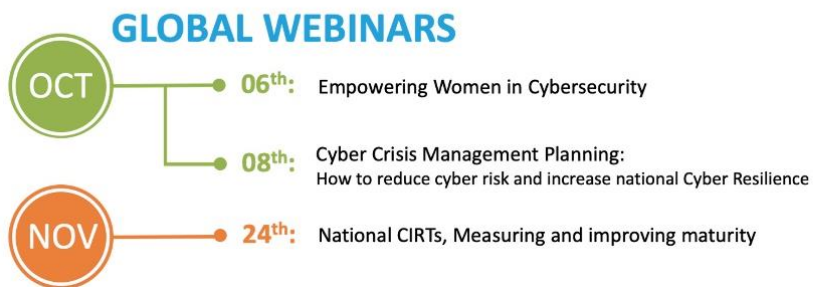 GLOBAL WEBINARS
OCT
06th: Empowering Women in Cybersecurity
08th: Cyber Crisis Management Planning:
How to reduce cyber risk and increase national Cyber Resilience
NOV
24th: National CIRTs, Measuring and improving maturity